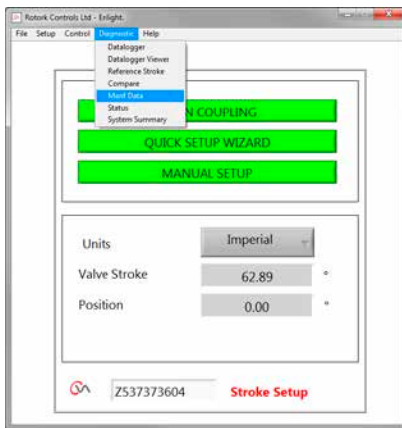 Rotork Controls Ltd - Enlight.
File Setup Control Diagnostic Help
Datalogger
Datalogger Viewer
Reference Stroke
Compare
Manf Data
Status
System Summary
N COUPLING
QUICK SETUP WIZARD
MANUAL SETUP
Units Imperial
Valve Stroke 62.89 °
Position 0.00 °
Z537373604 Stroke Setup